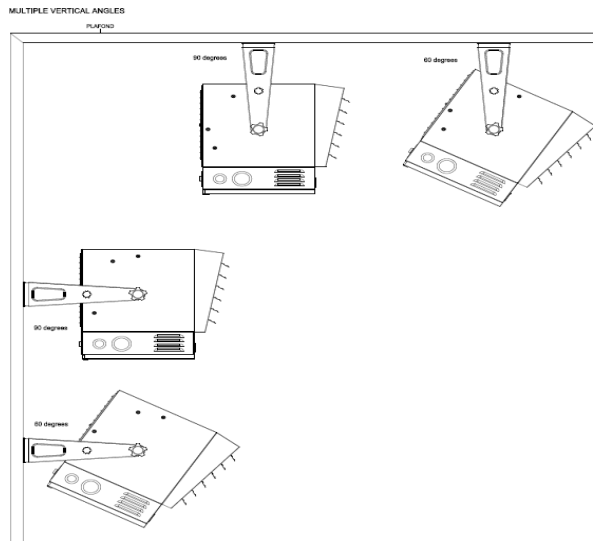 MULTIPLE VERTICAL ANGLES
PLAFOND
90 degrees
60 degrees
90 degrees
60 degrees